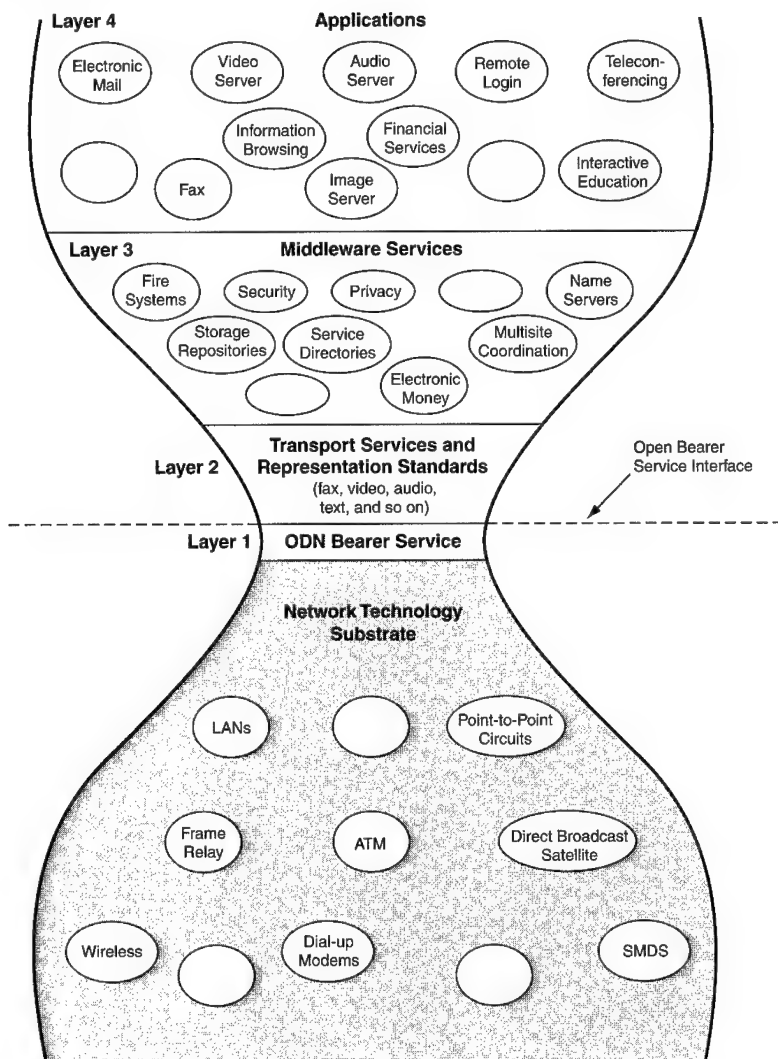 Layer 4
Applications
Electronic
Mail
Video
Server
Audio
Server
Remote
Login
Telecon-
ferencing
Information
Browsing
Financial
Services
Fax
Image
Server
Interactive
Education
Layer 3
Middleware Services
Fire
Systems
Security
Privacy
Name
Servers
Storage
Repositories
Service
Directories
Multisite
Coordination
Electronic
Money
Layer 2
Transport Services and
Representation Standards
(fax, video, audio,
text, and so on)
Open Bearer
Service Interface
Layer 1
ODN Bearer Service
Network Technology
Substrate
LANs
Point-to-Point
Circuits
Frame
Relay
ATM
Direct Broadcast
Satellite
Wireless
Dial-up
Modems
SMDS